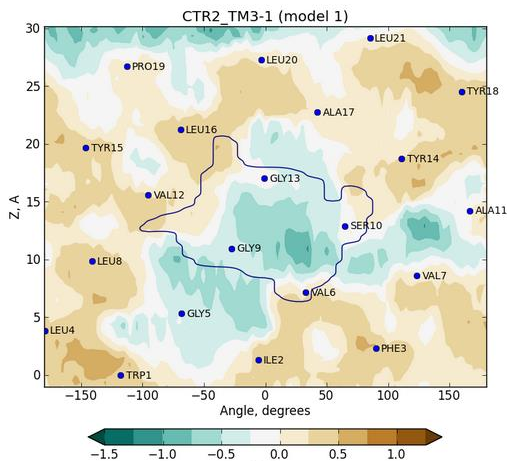 CTR2_TM3-1 (model 1)
30
LEU21
LEU20
PRO19
25
TYR18
ALA17
LEU16
20
TYR15
TYR14
GLY13
VAL12
15
ALA11
SER10
GLY9
10
LEU8
VAL7
VAL6
5
GLY5
LEU4
PHE3
ILE2
0
TRP1
Z, A
−150 −100 −50 0 50 100 150
Angle, degrees
−1.5 −1.0 −0.5 0.0 0.5 1.0